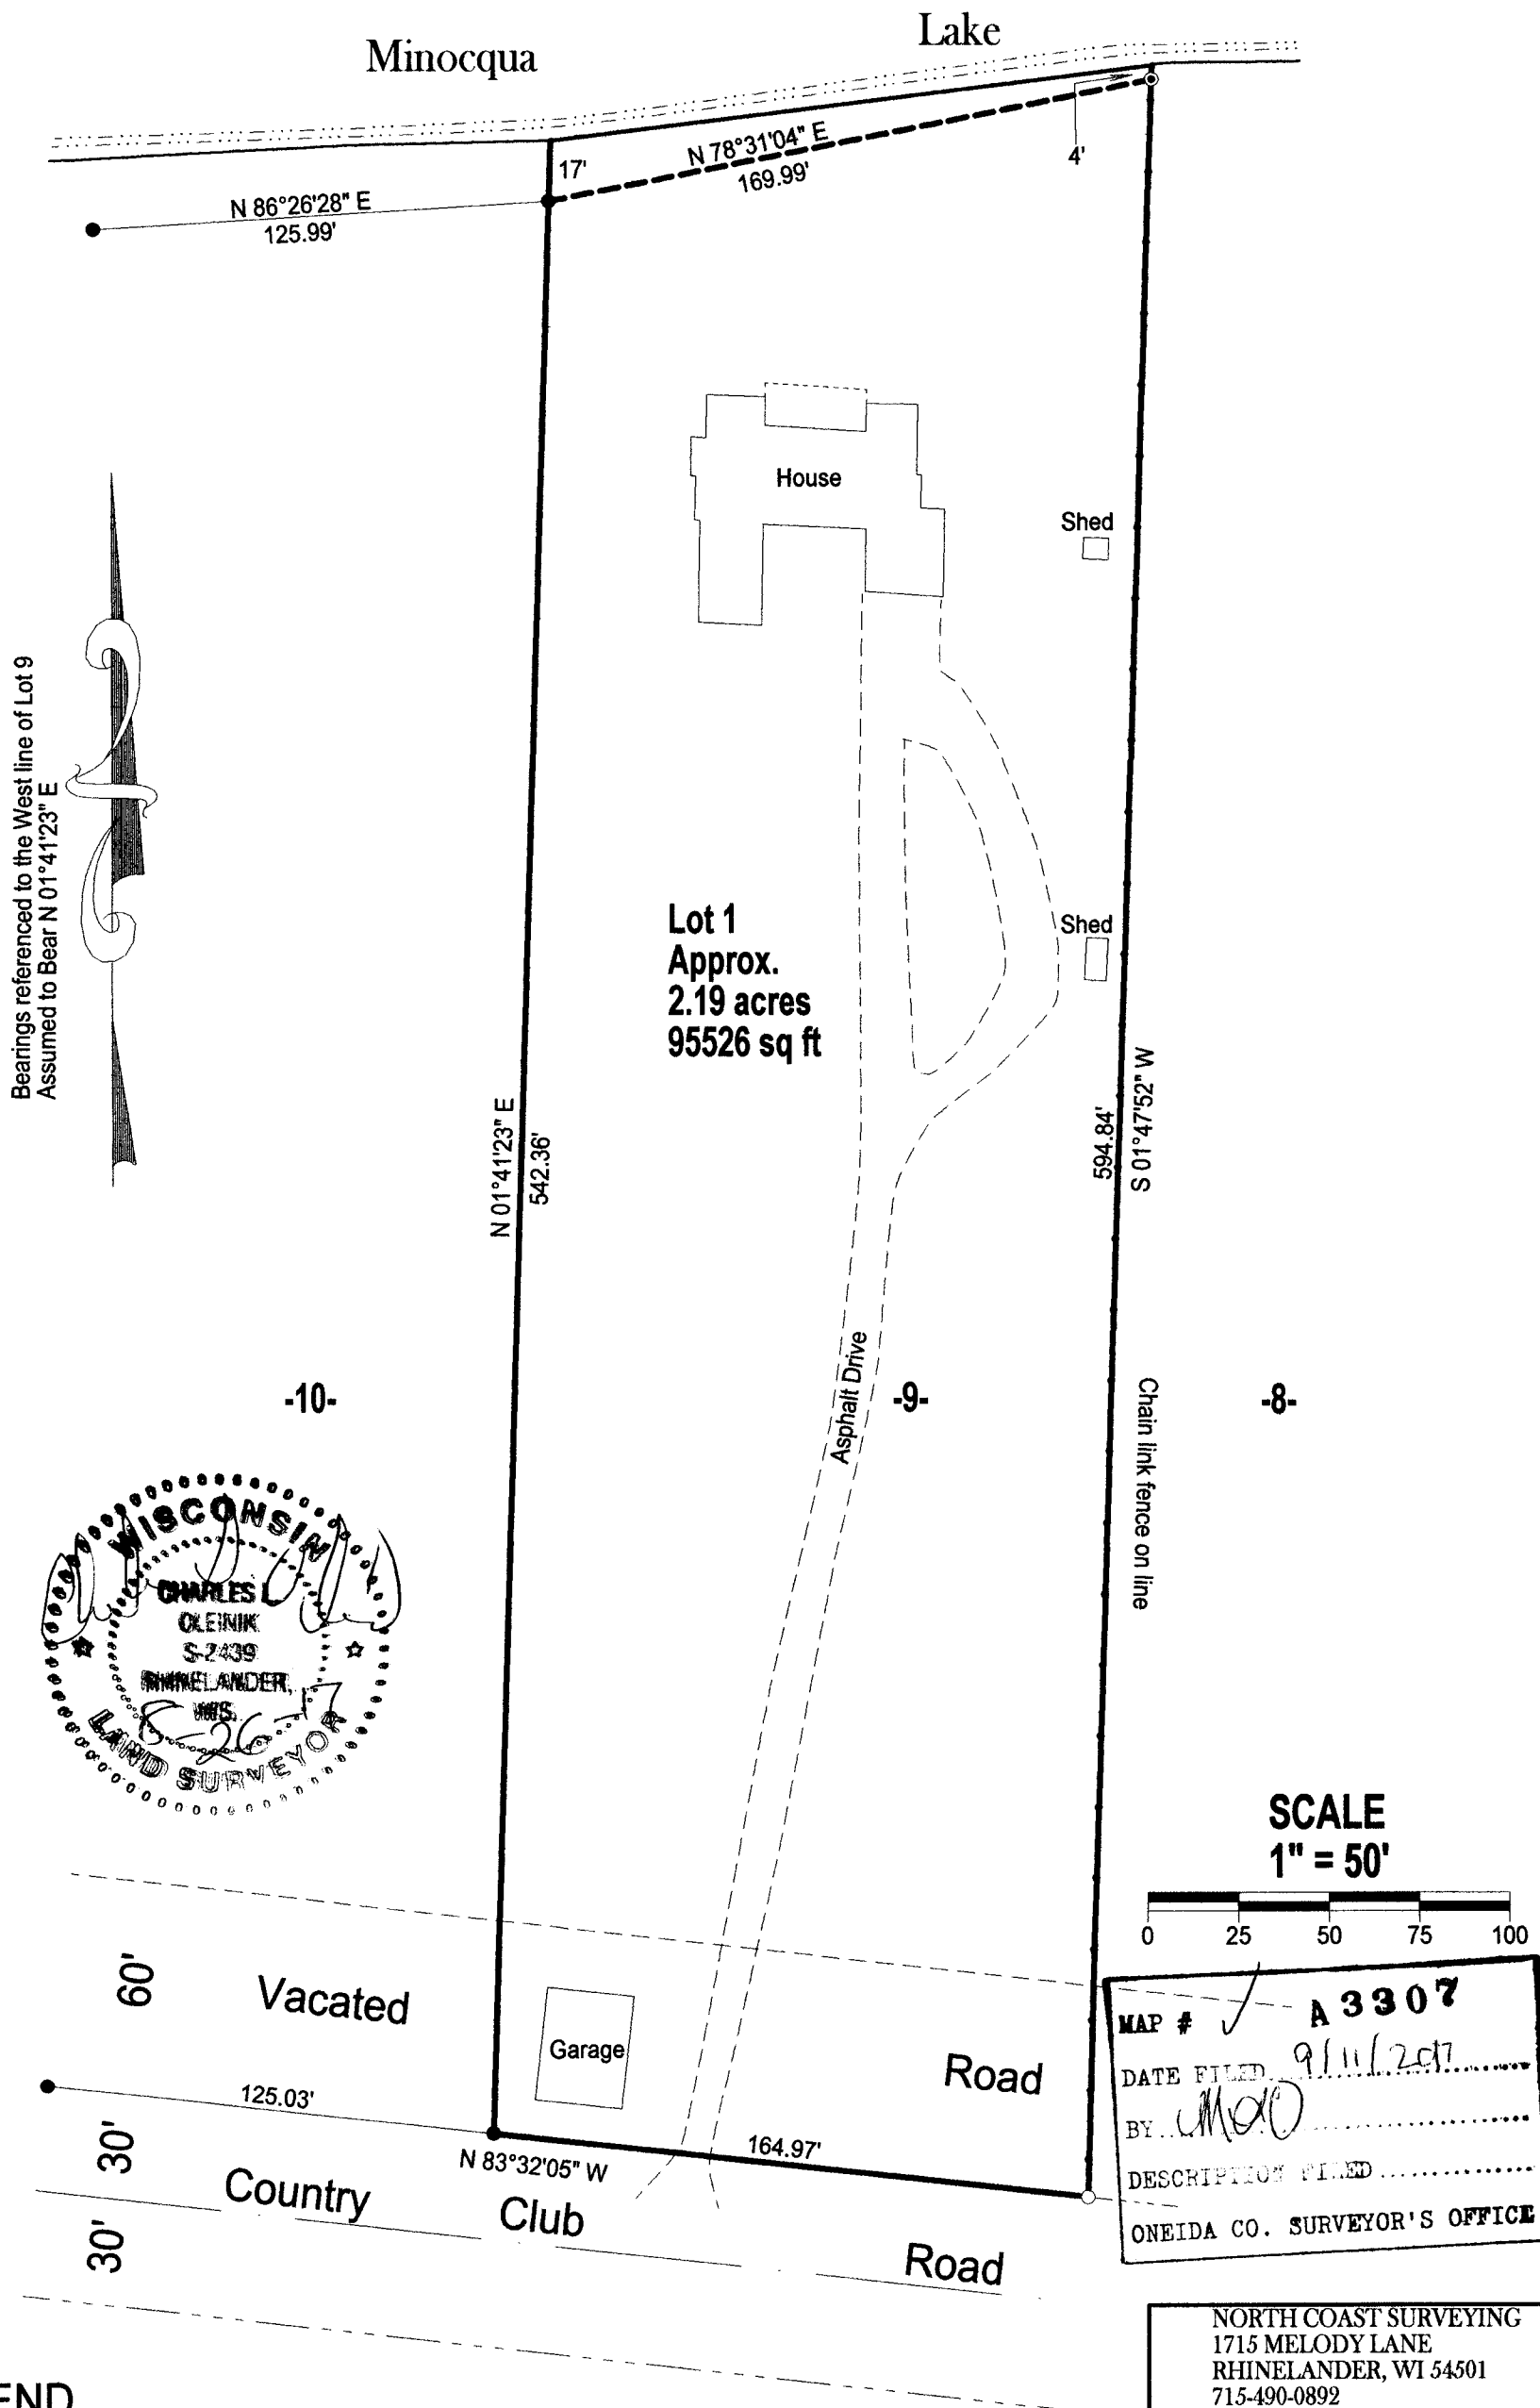 Minocqua
Lake
17'
N 78°31'04" E
169.99'
4'
N 86°26'28" E
125.99'
House
Shed
Bearings referenced to the West line of Lot 9
Assumed to Bear N 01°41'23" E
Lot 1
Approx.
2.19 acres
95526 sq ft
Shed
N 01°41'23" E
542.36'
594.84'
S 01°47'52" W
Asphalt Drive
Chain link fence on line
-10-
-9-
-8-
WISCONSIN
CHARLES L
OLEINIK
S-2439
RHINELANDER,
WIS.
8-26-17
LAND SURVEYOR
SCALE
1" = 50'
0 25 50 75 100
60'
Vacated
Garage
Road
MAP # A 3307
DATE FILED 9/11/2017
BY
DESCRIPTION FILED
ONEIDA CO. SURVEYOR'S OFFICE
125.03'
N 83°32'05" W
164.97'
30'
Country Club Road
30'
NORTH COAST SURVEYING
1715 MELODY LANE
RHINELANDER, WI 54501
715-490-0892
END